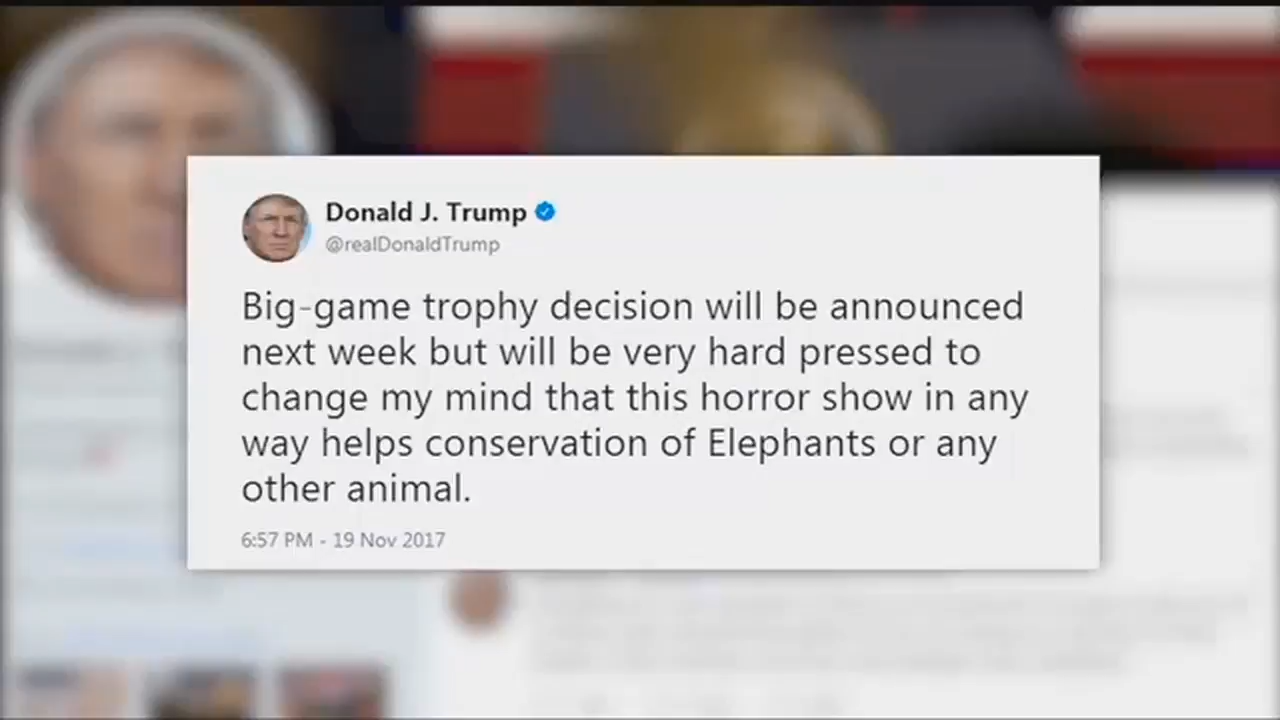 Donald J. Trump
@realDonaldTrump
Big-game trophy decision will be announced
next week but will be very hard pressed to
change my mind that this horror show in any
way helps conservation of Elephants or any
other animal.
6:57 PM - 19 Nov 2017